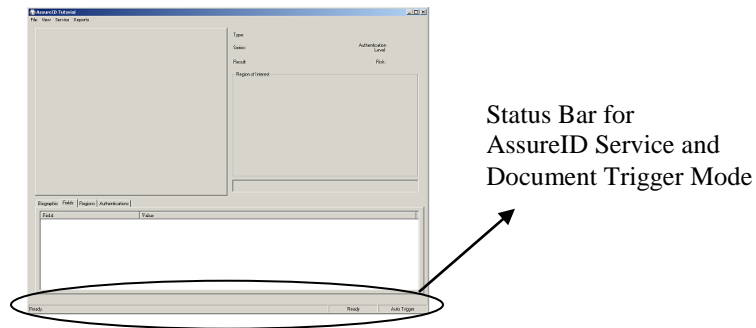 AssureID Tutorial
File View Service Reports
Type:
Series:
Authentication
Level:
Result:
Risk:
Region of Interest
Biographic Fields Regions Authentications
Field Value
Ready
Ready Auto Trigger
Status Bar for
AssureID Service and
Document Trigger Mode